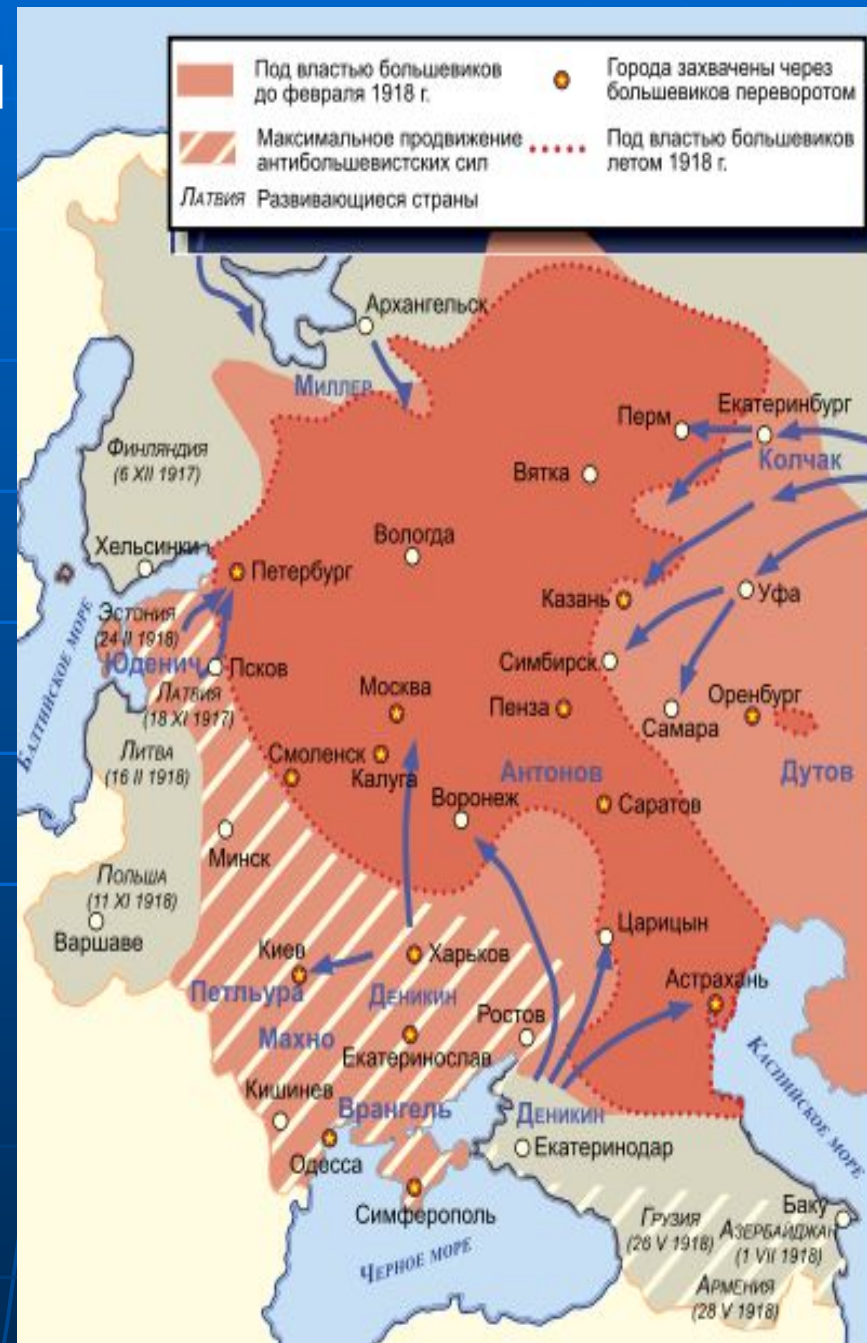 Под властью большевиков
до февраля 1918 г.
Города захвачены через
большевиков переворотом
Максимальное продвижение
антибольшевистских сил
Под властью большевиков
летом 1918 г.
Латвия Развивающиеся страны
Архангельск
Миллер
Перм
Екатеринбург
Колчак
Финляндия
(6 XII 1917)
Вятка
Вологда
Хельсинки
Петербург
Казань
Уфа
Эстония
(24 II 1918)
Юденич
Псков
Симбирск
Балтийское море
Латвия
(18 XI 1917)
Москва
Пенза
Оренбург
Самара
Литва
(16 II 1918)
Смоленск
Калуга
Антонов
Дутов
Воронеж
Саратов
Минск
Польша
(11 XI 1918)
Варшаве
Царицын
Киев
Харьков
Петльура
Деникин
Астрахань
Ростов
Махно
Екатеринослав
Каспийское море
Кишинев
Врангель
Деникин
Одесса
Екатеринодар
Симферополь
Баку
Грузия
(26 V 1918)
Азербайджан
(1 VII 1918)
Черное море
Армения
(28 V 1918)